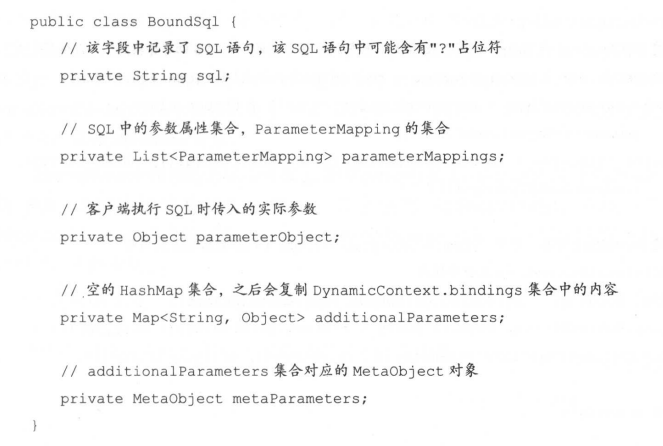 public class BoundSql {
// 该字段中记录了 SQL 语句，该 SQL 语句中可能含有"?"占位符
private String sql;
// SQL 中的参数属性集合，ParameterMapping 的集合
private List<ParameterMapping> parameterMappings;
// 客户端执行 SQL 时传入的实际参数
private Object parameterObject;
// 空的 HashMap 集合，之后会复制 DynamicContext.bindings 集合中的内容
private Map<String, Object> additionalParameters;
// additionalParameters 集合对应的 MetaObject 对象
private MetaObject metaParameters;
}